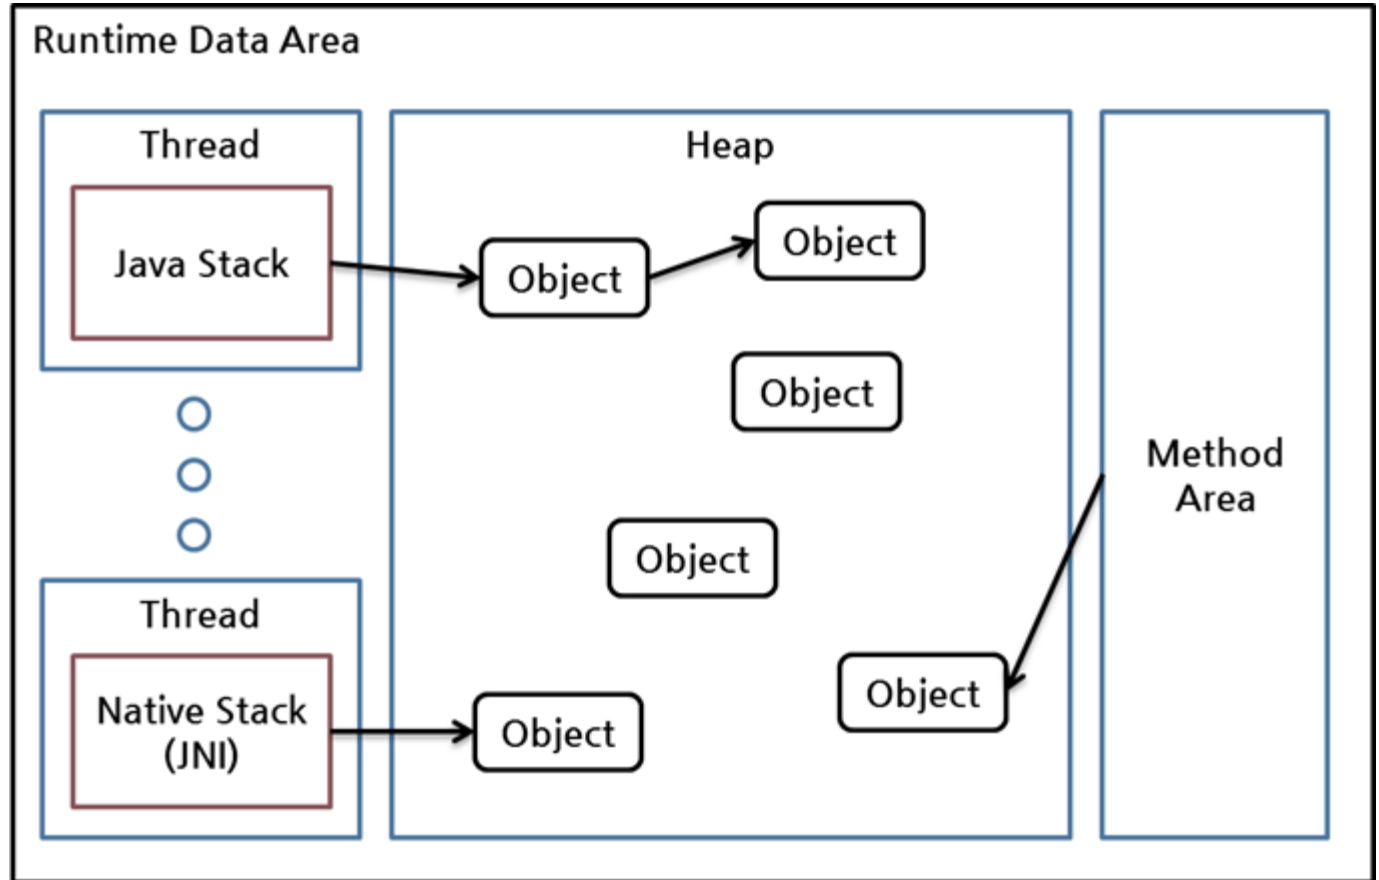 Runtime Data Area
Thread
Java Stack
Thread
Native Stack
(JNI)
Heap
Object
Object
Object
Object
Object
Object
Method
Area